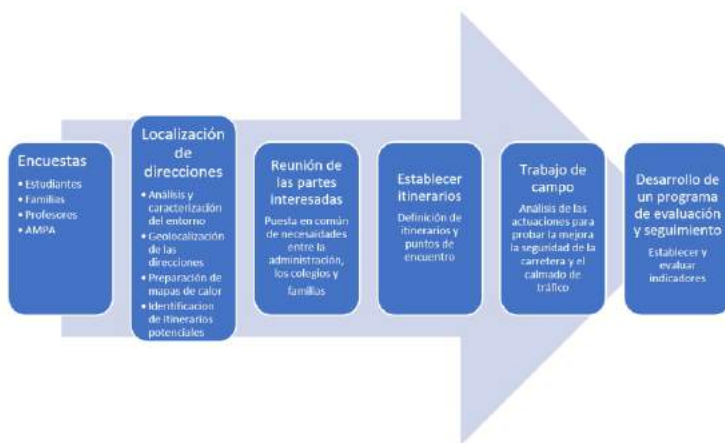 Encuestas
• Estudiantes
• Familias
• Profesores
• AMPA
Localización
de
direcciones
• Análisis y
caracterización del
entorno
• Geolocalización
de las
direcciones
• Preparación de
mapas de calor
• Identificacion
de itinerarios
potenciales
Reunión de
las partes
interesadas
Puesta en común
de necesidades
entre la
administración,
los colegios y
familias
Establecer
itinerarios
Definición de
itinerarios y
puntos de
encuentro
Trabajo de
campo
Análisis de las
actuaciones para
probar la mejora
la seguridad de la
carretera y el
calmado de
tráfico
Desarrollo de
un programa
de evaluación
y seguimiento
Establecer y
evaluar
indicadores